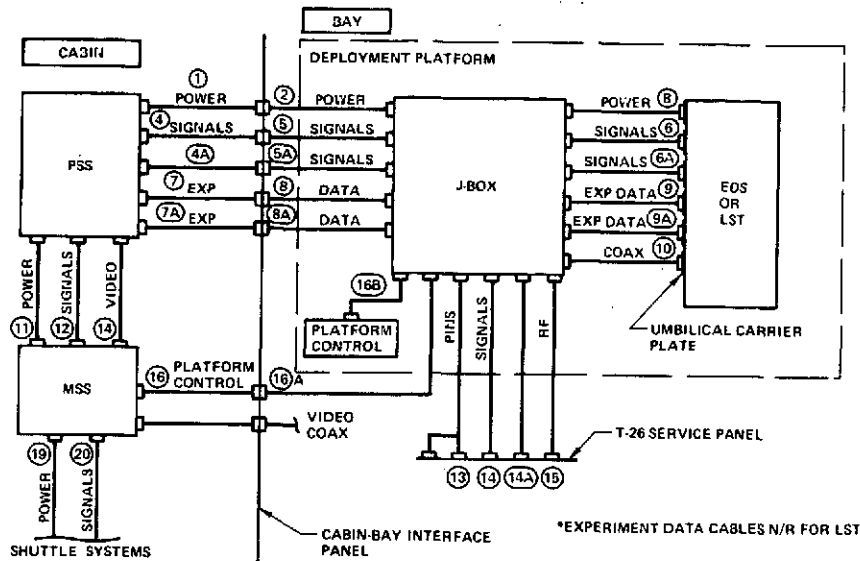 BAY
CABIN
DEPLOYMENT PLATFORM
1
POWER
2
POWER
POWER
8
4
SIGNALS
5
SIGNALS
SIGNALS
6
PSS
4A
5A
SIGNALS
J-BOX
SIGNALS
6A
EOS
OR
LST
7
EXP
8
DATA
EXP DATA
9
7A
EXP
8A
DATA
EXP DATA
9A
COAX
10
POWER
SIGNALS
VIDEO
11
12
14
16B
PLATFORM
CONTROL
PINS
SIGNALS
RF
UMBILICAL CARRIER
PLATE
MSS
16
PLATFORM
CONTROL
16 A
VIDEO
COAX
T-26 SERVICE PANEL
13
14
14A
15
19
20
POWER
SIGNALS
SHUTTLE SYSTEMS
CABIN-BAY INTERFACE
PANEL
*EXPERIMENT DATA CABLES N/R FOR LST